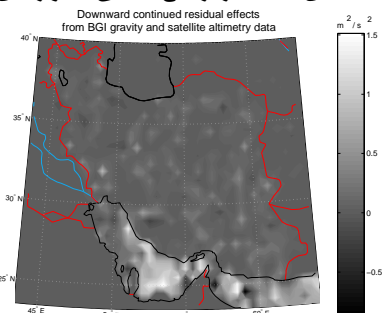 Downward continued residual effects
from BGI gravity and satellite altimetry data
m² / s²
40° N
35° N
30° N
25° N
45° E
1.5
1
0.5
0
−0.5